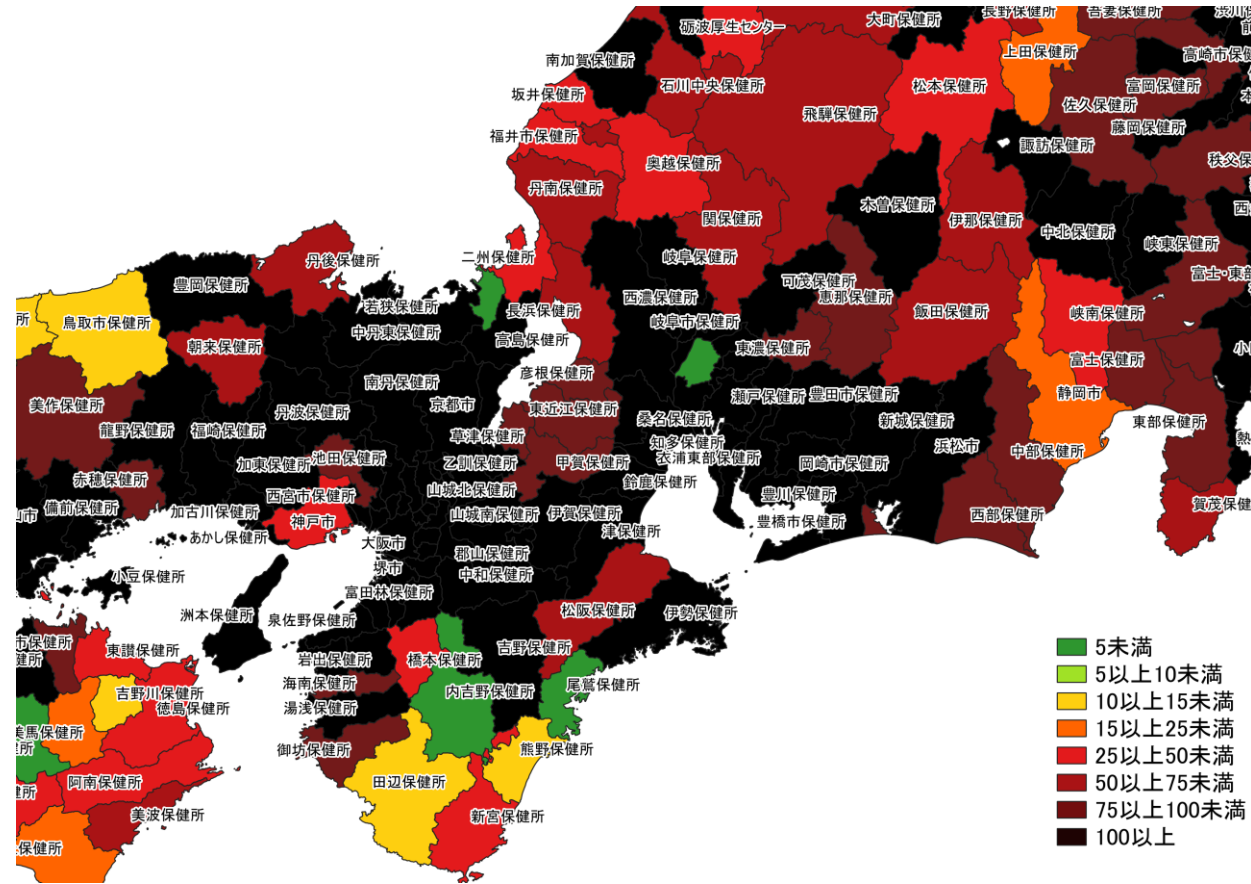 大町保健所
長野保健所
吾妻保健所
砺波厚生センター
上田保健所
南加賀保健所
石川中央保健所
松本保健所
富岡保健所
坂井保健所
飛騨保健所
佐久保健所
藤岡保健所
福井市保健所
諏訪保健所
奥越保健所
丹南保健所
木曽保健所
関保健所
伊那保健所
中北保健所
峡東保健所
二州保健所
岐阜保健所
丹後保健所
豊岡保健所
可茂保健所
恵那保健所
西濃保健所
若狭保健所
長浜保健所
飯田保健所
峡南保健所
鳥取市保健所
岐阜市保健所
中丹東保健所
高島保健所
朝来保健所
東濃保健所
富士保健所
彦根保健所
南丹保健所
瀬戸保健所
豊田市保健所
静岡市
美作保健所
京都市
東近江保健所
丹波保健所
桑名保健所
新城保健所
東部保健所
龍野保健所
福崎保健所
草津保健所
知多保健所
浜松市
中部保健所
池田保健所
加東保健所
乙訓保健所
甲賀保健所
衣浦東部保健所
岡崎市保健所
赤穂保健所
西宮市保健所
山城北保健所
鈴鹿保健所
備前保健所
加古川保健所
神戸市
山城南保健所
伊賀保健所
豊川保健所
西部保健所
豊橋市保健所
あかし保健所
大阪市
津保健所
郡山保健所
堺市
中和保健所
小豆保健所
富田林保健所
洲本保健所
泉佐野保健所
松阪保健所
伊勢保健所
東讃保健所
吉野保健所
岩出保健所
橋本保健所
5未満
海南保健所
尾鷲保健所
5以上10未満
吉野川保健所
内吉野保健所
徳島保健所
湯浅保健所
10以上15未満
美馬保健所
15以上25未満
御坊保健所
熊野保健所
25以上50未満
阿南保健所
田辺保健所
50以上75未満
美波保健所
新宮保健所
75以上100未満
100以上